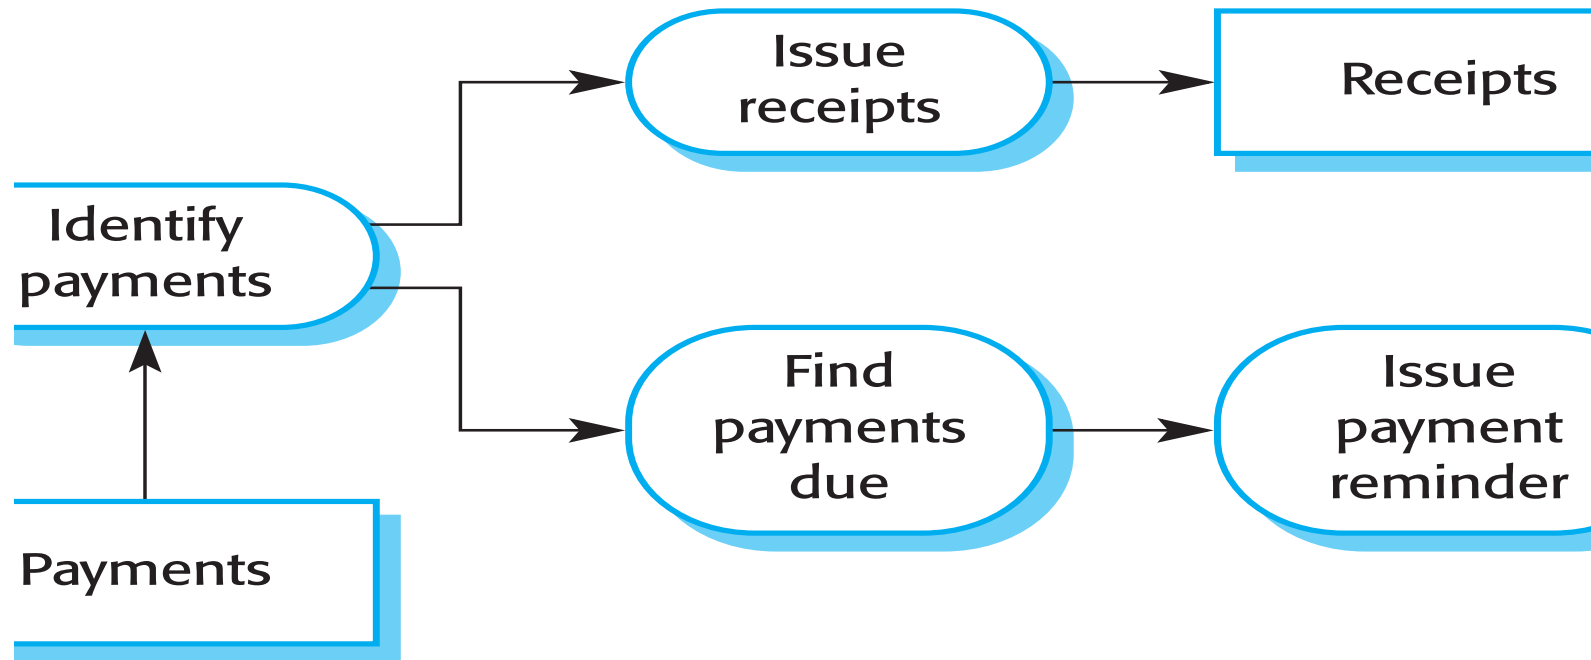 Issue
receipts
Receipts
Identify
payments
Find
payments
due
Issue
payment
reminder
Payments